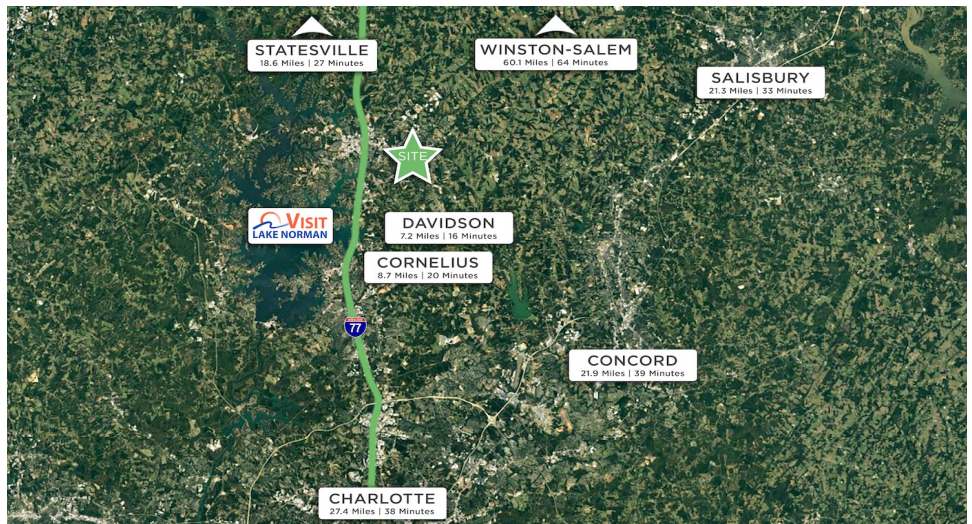 STATESVILLE
18.6 Miles | 27 Minutes
WINSTON-SALEM
60.1 Miles | 64 Minutes
SALISBURY
21.3 Miles | 33 Minutes
SITE
VISIT
LAKE NORMAN
DAVIDSON
7.2 Miles | 16 Minutes
CORNELIUS
8.7 Miles | 20 Minutes
77
CONCORD
21.9 Miles | 39 Minutes
CHARLOTTE
27.4 Miles | 38 Minutes